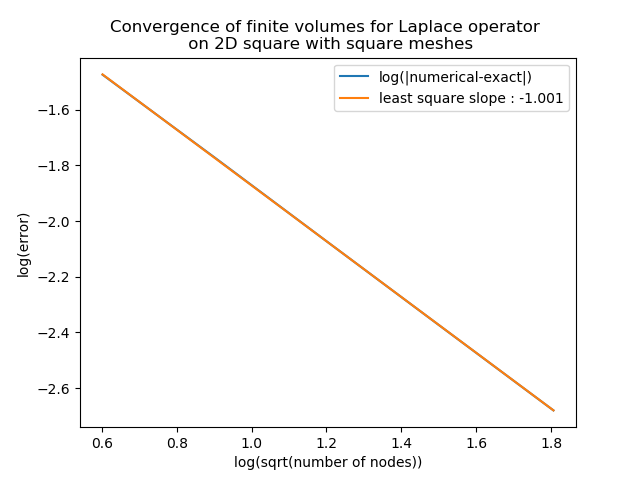 Convergence of finite volumes for Laplace operator
on 2D square with square meshes
log(|numerical-exact|)
least square slope : -1.001
log(error)
−1.6
−1.8
−2.0
−2.2
−2.4
−2.6
0.6 0.8 1.0 1.2 1.4 1.6 1.8
log(sqrt(number of nodes))